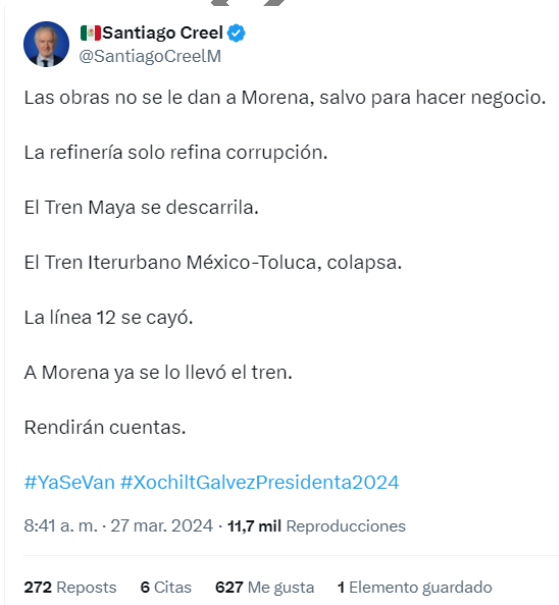 Santiago Creel
@SantiagoCreelM
Las obras no se le dan a Morena, salvo para hacer negocio.
La refinería solo refina corrupción.
El Tren Maya se descarrila.
El Tren Iterurbano México-Toluca, colapsa.
La línea 12 se cayó.
A Morena ya se lo llevó el tren.
Rendirán cuentas.
#YaSeVan #XochiltGalvezPresidenta2024
8:41 a. m. · 27 mar. 2024 · 11,7 mil Reproducciones
272 Reposts 6 Citas 627 Me gusta 1 Elemento guardado